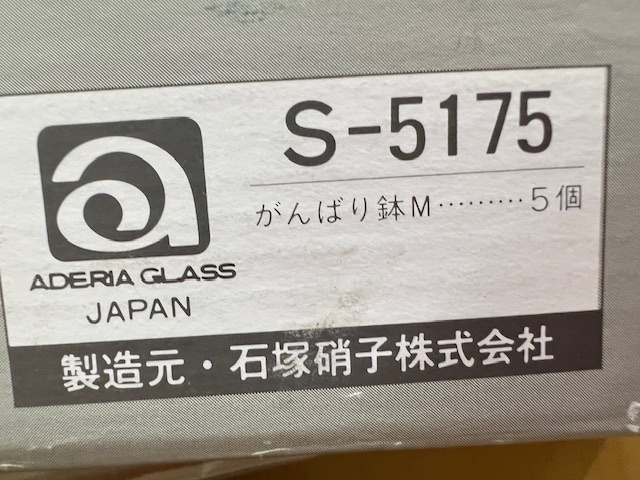 S-5175
がんばり鉢M………5個
ADERIA GLASS
JAPAN
製造元・石塚硝子株式会社